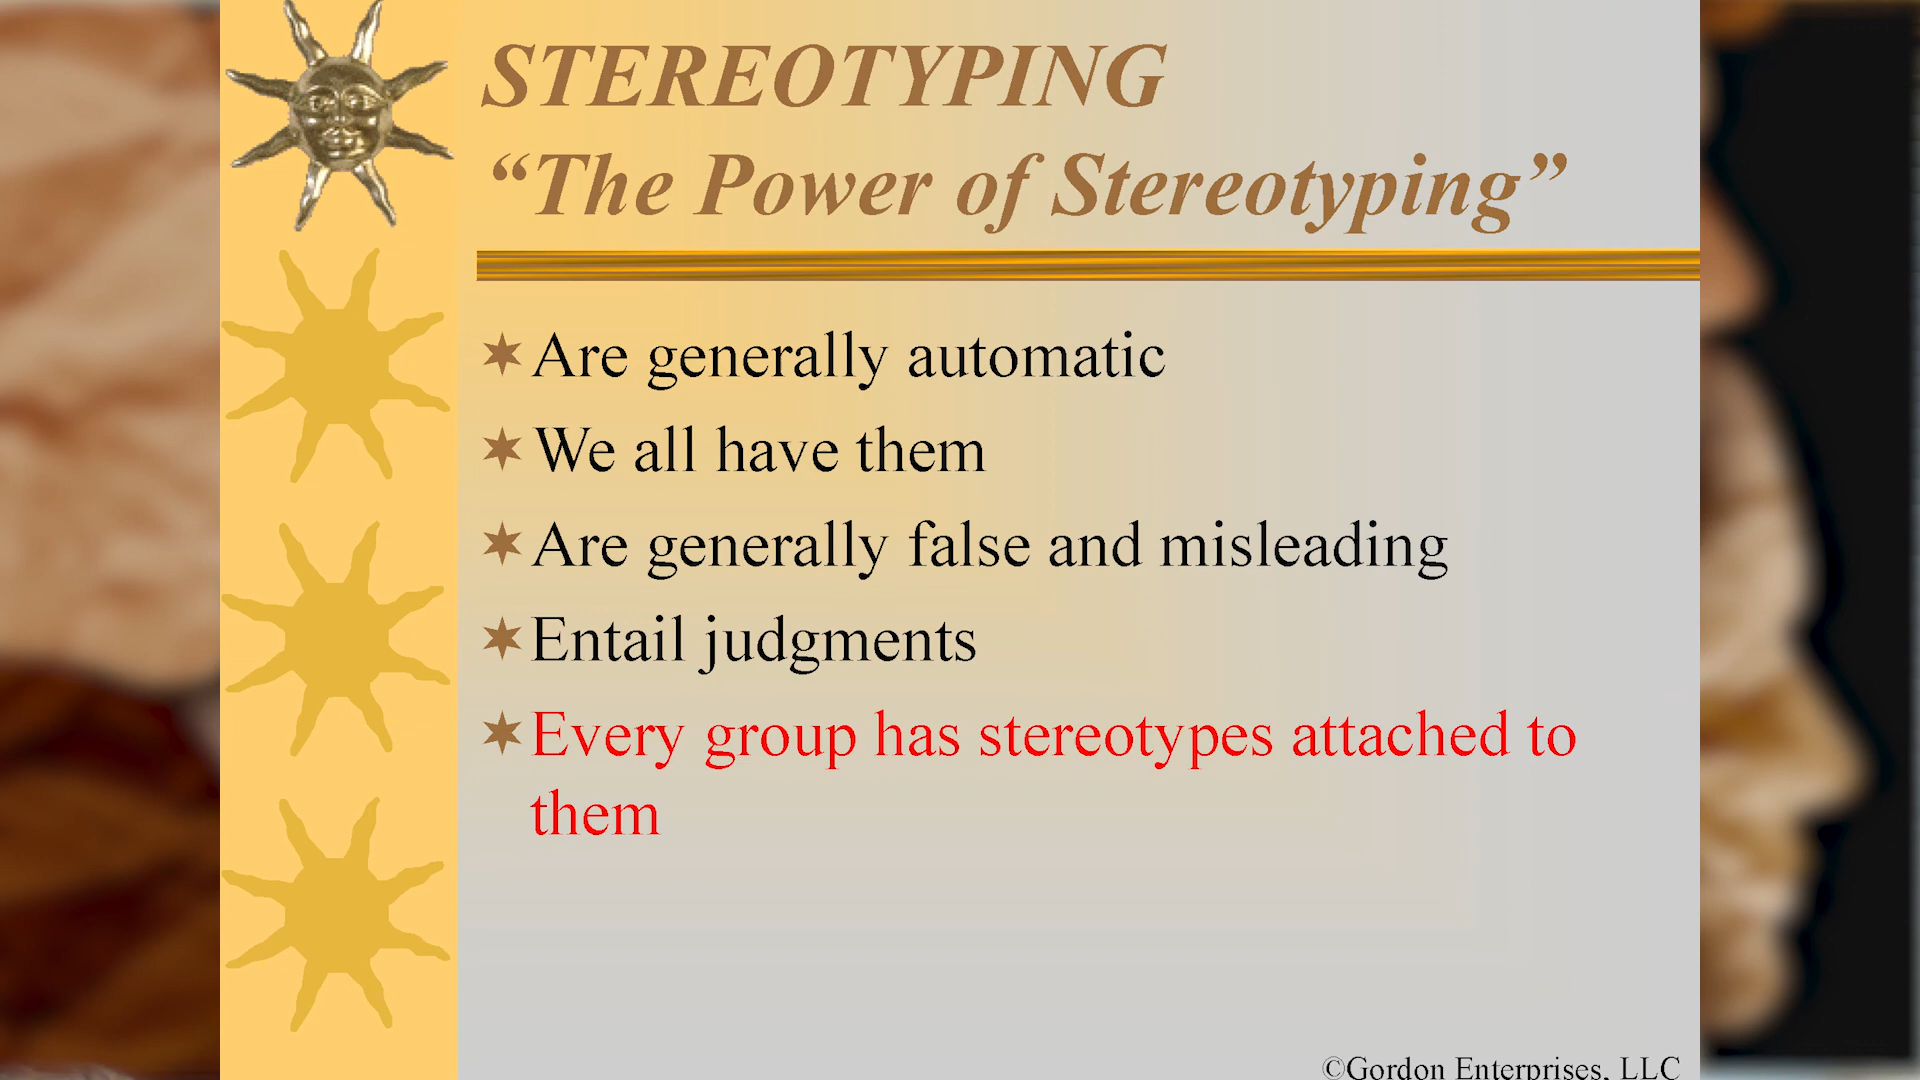 STEREOTYPING
“The Power of Stereotyping”
Are generally automatic
We all have them
Are generally false and misleading
Entail judgments
Every group has stereotypes attached to
them
©Gordon Enterprises, LLC